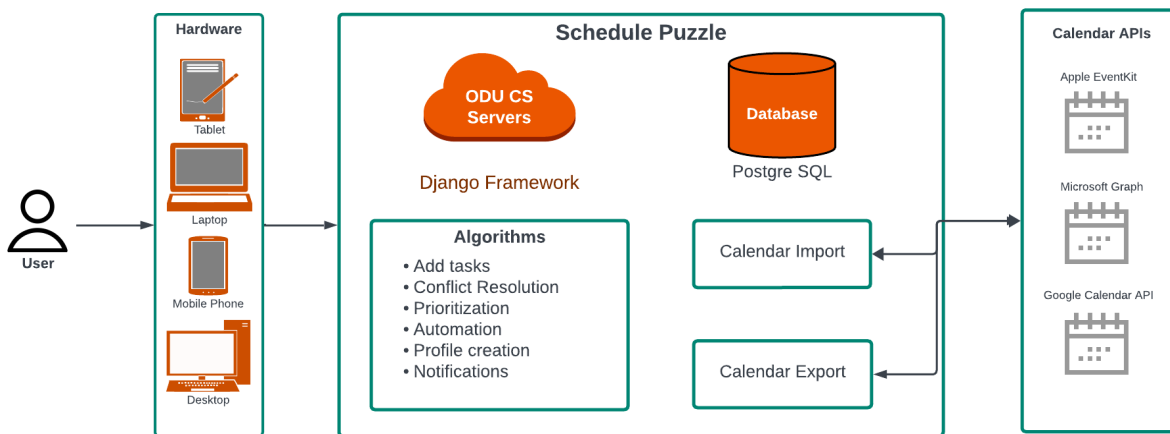 User
Hardware
Tablet
Laptop
Mobile Phone
Desktop
Schedule Puzzle
ODU CS
Servers
Django Framework
Database
Postgre SQL
Algorithms
• Add tasks
• Conflict Resolution
• Prioritization
• Automation
• Profile creation
• Notifications
Calendar Import
Calendar Export
Calendar APIs
Apple EventKit
Microsoft Graph
Google Calendar API